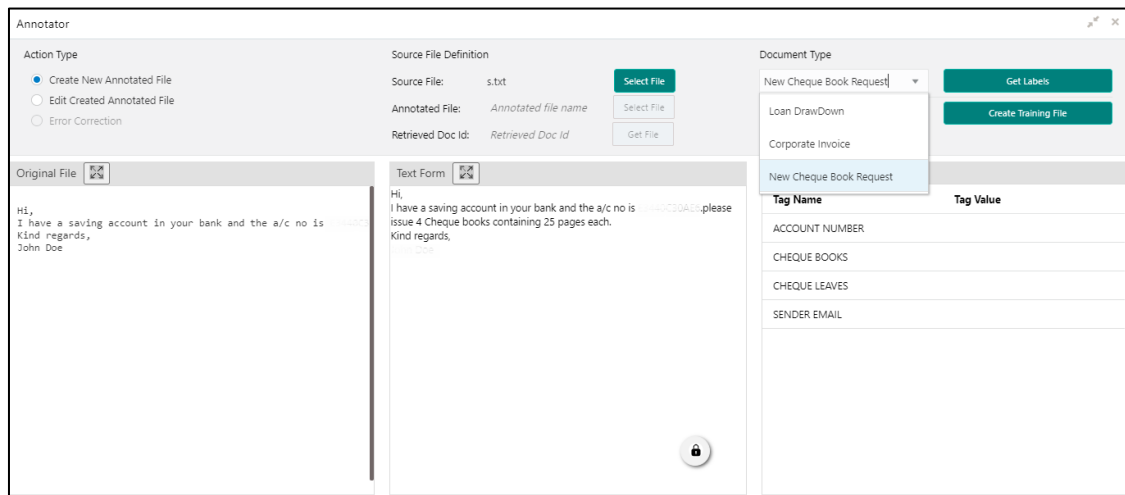 Annotator
Action Type
Create New Annotated File
Edit Created Annotated File
Error Correction
Source File Definition
Source File: s.txt Select File
Annotated File: Annotated file name Select File
Retrieved Doc Id: Retrieved Doc Id Get File
Document Type
New Cheque Book Request
Loan DrawDown
Corporate Invoice
New Cheque Book Request
Get Labels
Create Training File
Original File
Hi,
I have a saving account in your bank and the a/c no is
Kind regards,
John Doe
Text Form
Hi,
I have a saving account in your bank and the a/c no is .please
issue 4 Cheque books containing 25 pages each.
Kind regards,
John Doe
Tag Name Tag Value
ACCOUNT NUMBER
CHEQUE BOOKS
CHEQUE LEAVES
SENDER EMAIL